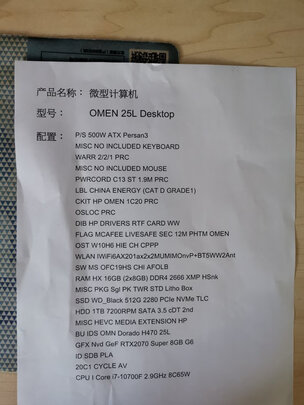 产品名称： 微型计算机
型号： OMEN 25L Desktop
配置： P/S 500W ATX Persan3
MISC NO INCLUDED KEYBOARD
WARR 2/2/1 PRC
MISC NO INCLUDED MOUSE
PWRCORD C13 ST 1.9M PRC
LBL CHINA ENERGY (CAT D GRADE1)
CKIT HP OMEN 1C20 PRC
OSLOC PRC
DIB HP DRIVERS RTF CARD WW
FLAG MCAFEE LIVESAFE SEC 12M PHTM OMEN
OST W10H6 HIE CH CPPP
WLAN IWiFi6AX201ax2x2MUMIMOnvP+BT5WW2Ant
SW MS OFC19HS CHI AFOLB
RAM HX 16GB (2x8GB) DDR4 2666 XMP HSnk
MISC PKG Sgl PK TWR STD Litho Box
SSD WD_Black 512G 2280 PCIe NVMe TLC
HDD 1TB 7200RPM SATA 3.5 cDT 2nd
MISC HEVC MEDIA EXTENSION HP
BU IDS OMN Dorado H470 25L
GFX Nvd GeF RTX2070 Super 8GB G6
ID SDB PLA
20C1 CYCLE AV
CPU I Core i7-10700F 2.9GHz 8C65W